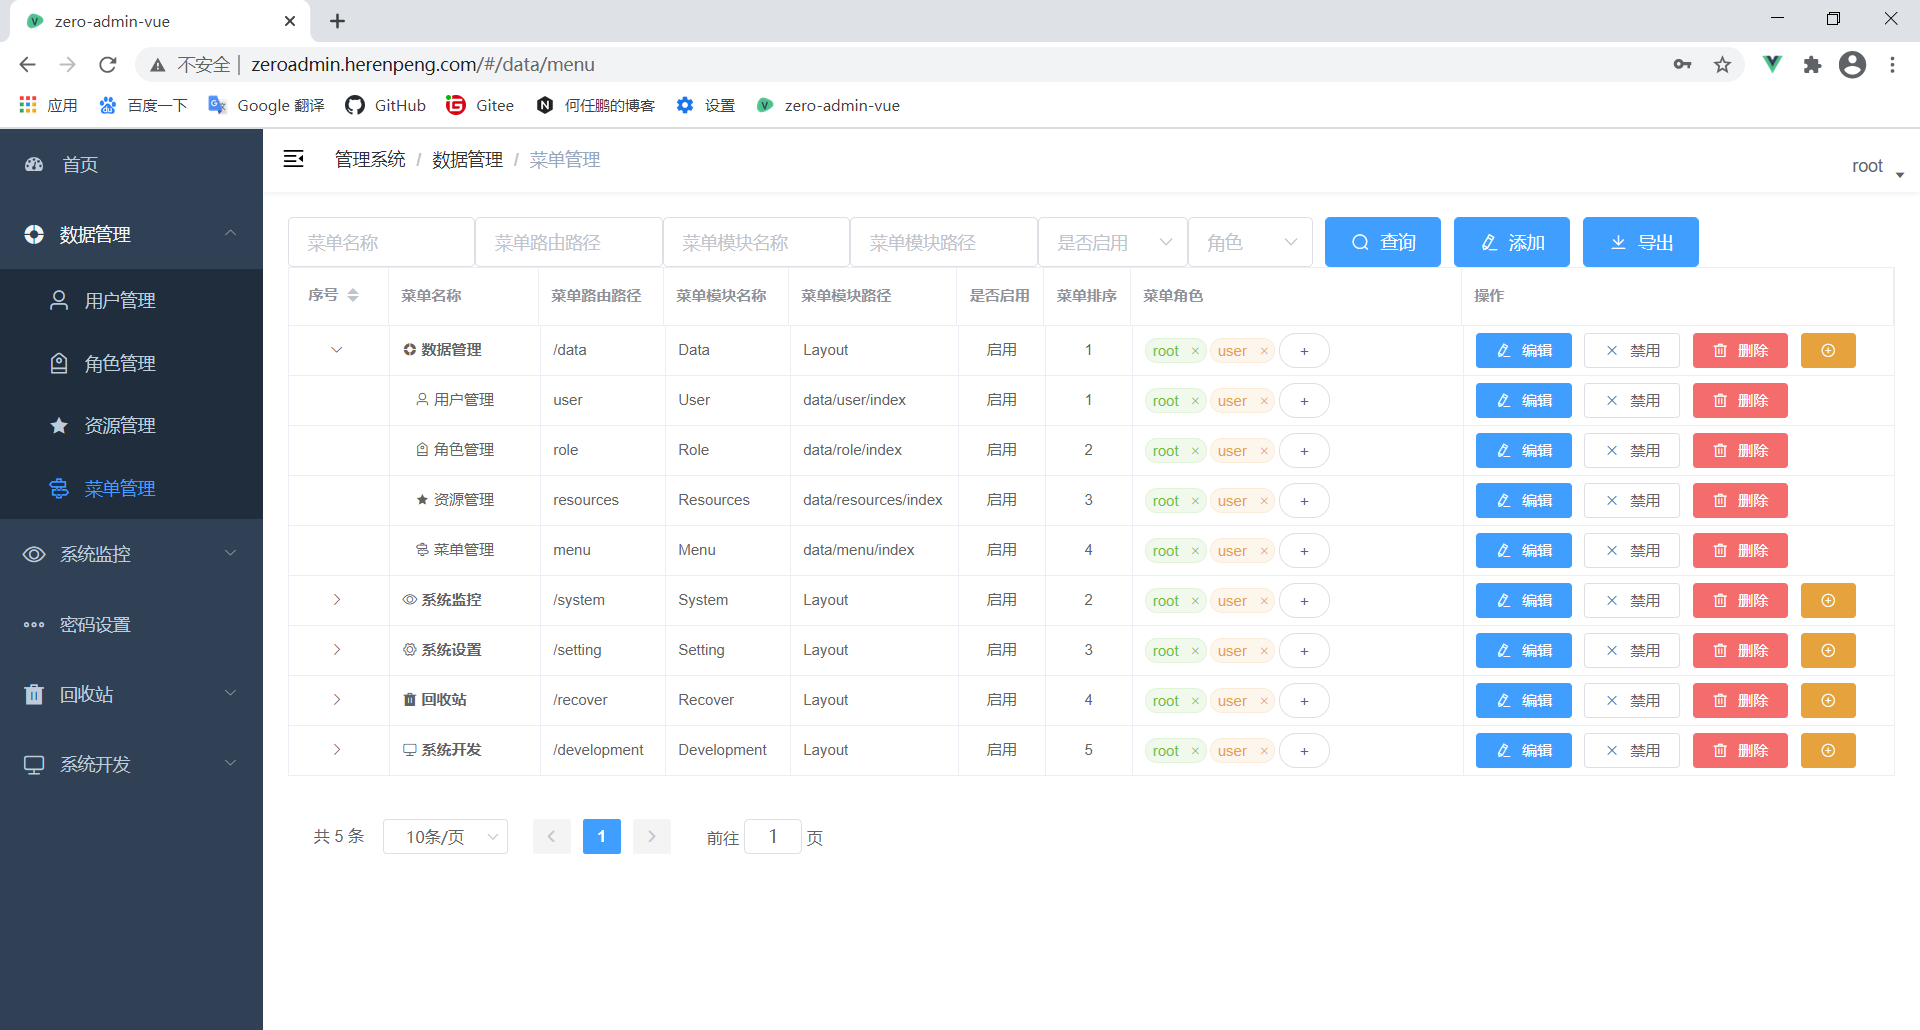 zero-admin-vue
不安全 | zeroadmin.herenpeng.com/#/data/menu
应用 百度一下 Google 翻译 GitHub Gitee 何任鹏的博客 设置 zero-admin-vue
首页
数据管理
用户管理
角色管理
资源管理
菜单管理
系统监控
密码设置
回收站
系统开发
管理系统 / 数据管理 / 菜单管理
root
菜单名称 菜单路由路径 菜单模块名称 菜单模块路径 是否启用 角色 查询 添加 导出
序号 菜单名称 菜单路由路径 菜单模块名称 菜单模块路径 是否启用 菜单排序 菜单角色 操作
数据管理 /data Data Layout 启用 1 root × user × + 编辑 × 禁用 删除
用户管理 user User data/user/index 启用 1 root × user × + 编辑 × 禁用 删除
角色管理 role Role data/role/index 启用 2 root × user × + 编辑 × 禁用 删除
资源管理 resources Resources data/resources/index 启用 3 root × user × + 编辑 × 禁用 删除
菜单管理 menu Menu data/menu/index 启用 4 root × user × + 编辑 × 禁用 删除
系统监控 /system System Layout 启用 2 root × user × + 编辑 × 禁用 删除
系统设置 /setting Setting Layout 启用 3 root × user × + 编辑 × 禁用 删除
回收站 /recover Recover Layout 启用 4 root × user × + 编辑 × 禁用 删除
系统开发 /development Development Layout 启用 5 root × user × + 编辑 × 禁用 删除
共 5 条 10条/页 1 前往 1 页